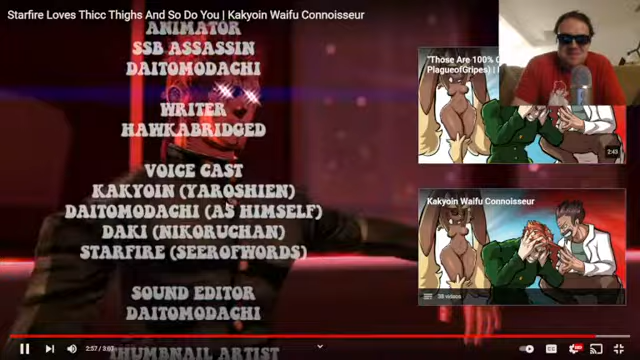 Starfire Loves Thicc Thighs And So Do You | Kakyoin Waifu Connoisseur
ANIMATOR
SSB ASSASSIN
DAITOMODACHI
WRITER
HAWKABRIDGED
VOICE CAST
KAKYOIN (YAROSHIEN)
DAITOMODACHI (AS HIMSELF)
DAKI (NIKORUCHAN)
STARFIRE (SEEROFWORDS)
SOUND EDITOR
DAITOMODACHI
THUMBNAIL ARTIST
"Those Are 100%
PlagueofGripes) |
2:43
Kakyoin Waifu Connoisseur
38 videos
2:57 /